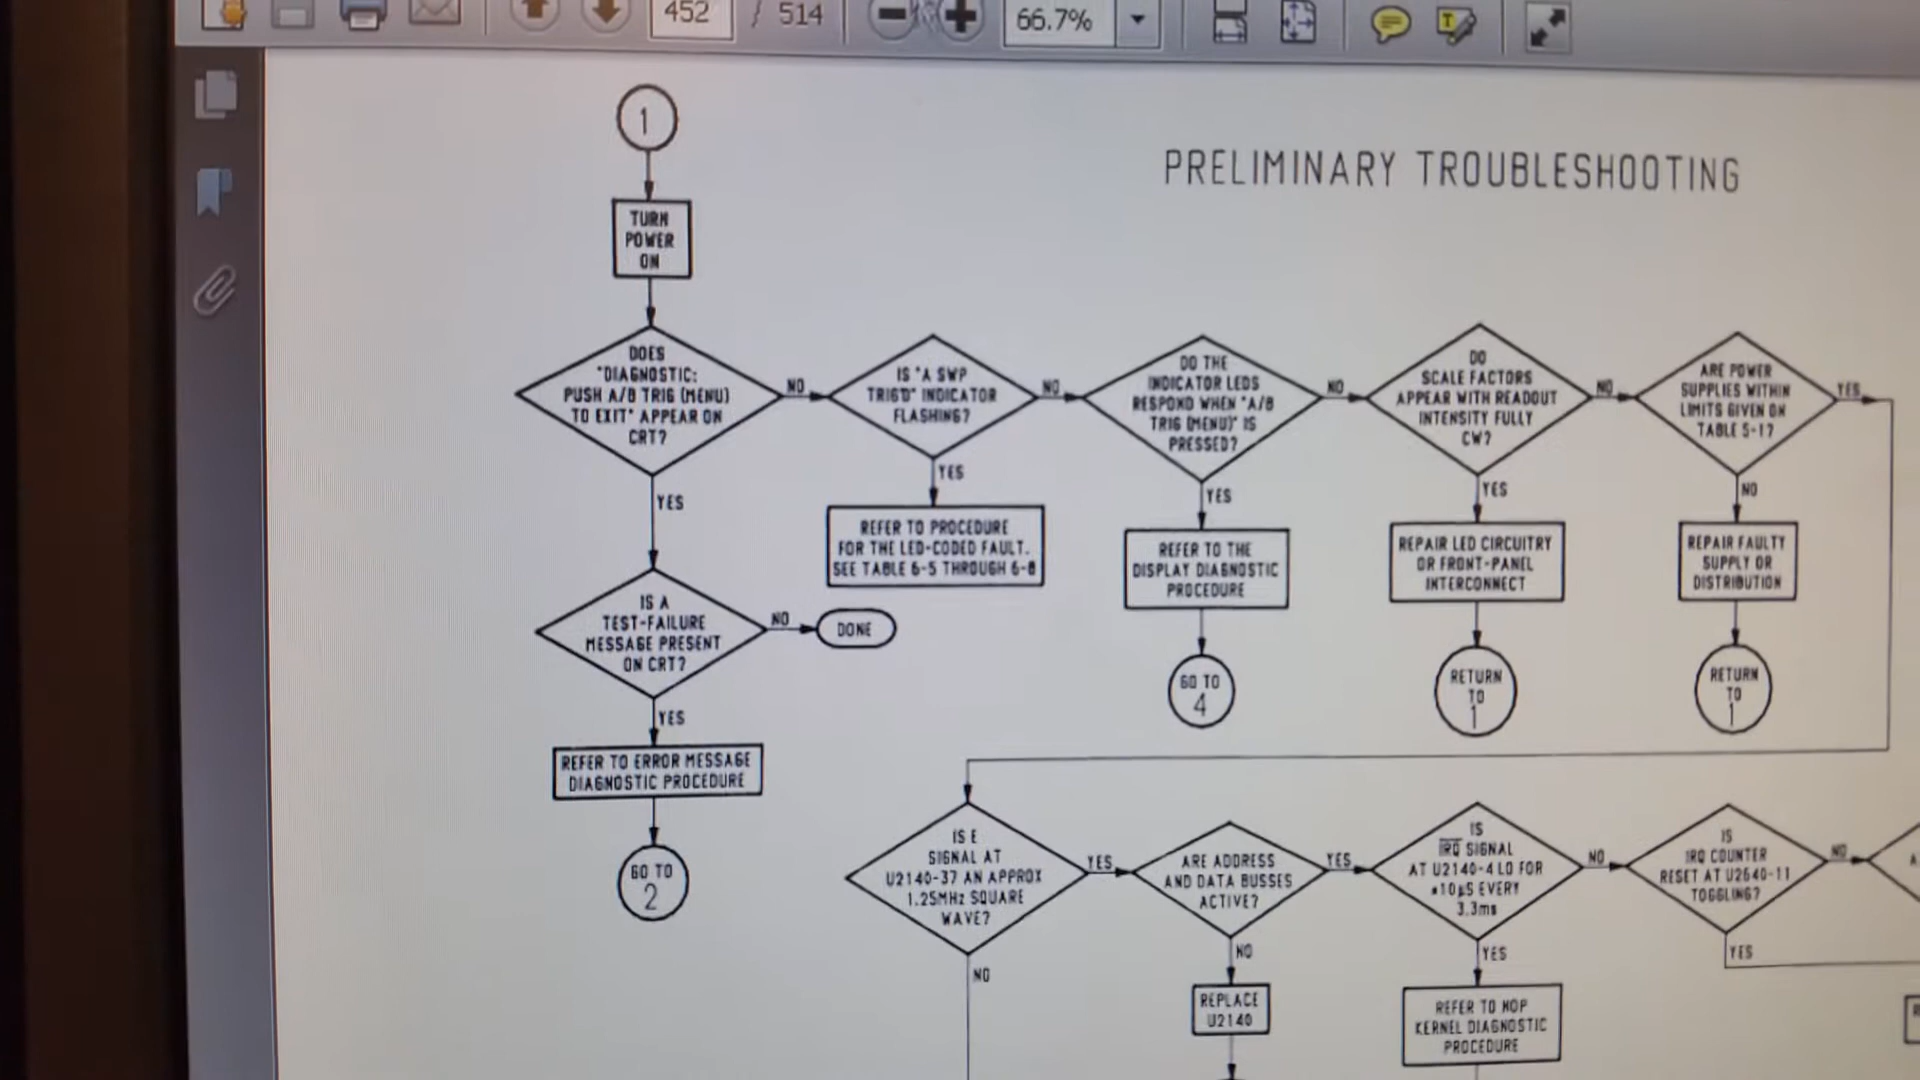 452 / 514 66.7%
1
PRELIMINARY TROUBLESHOOTING
TURN
POWER
ON
DOES
"DIAGNOSTIC:
PUSH A/B TRIG (MENU)
TO EXIT" APPEAR ON
CRT?
NO
IS "A SWP
TRIG'D" INDICATOR
FLASHING?
NO
DO THE
INDICATOR LEDS
RESPOND WHEN "A/B
TRIG (MENU)" IS
PRESSED?
NO
DO
SCALE FACTORS
APPEAR WITH READOUT
INTENSITY FULLY
CW?
NO
ARE POWER
SUPPLIES WITHIN
LIMITS GIVEN ON
TABLE 5-1?
YES
YES
YES
YES
YES
NO
REFER TO PROCEDURE
FOR THE LED-CODED FAULT.
SEE TABLE 6-5 THROUGH 6-8
REFER TO THE
DISPLAY DIAGNOSTIC
PROCEDURE
REPAIR LED CIRCUITRY
OR FRONT-PANEL
INTERCONNECT
REPAIR FAULTY
SUPPLY OR
DISTRIBUTION
IS A
TEST-FAILURE
MESSAGE PRESENT
ON CRT?
NO
DONE
GO TO
4
RETURN
TO
1
RETURN
TO
1
YES
REFER TO ERROR MESSAGE
DIAGNOSTIC PROCEDURE
GO TO
2
IS E
SIGNAL AT
U2140-37 AN APPROX
1.25MHz SQUARE
WAVE?
YES
ARE ADDRESS
AND DATA BUSSES
ACTIVE?
YES
IS
IRQ SIGNAL
AT U2140-4 LO FOR
≈10µS EVERY
3.3ms
NO
IS
IRQ COUNTER
RESET AT U2640-11
TOGGLING?
NO
A
NO
NO
YES
YES
REPLACE
U2140
REFER TO NOP
KERNEL DIAGNOSTIC
PROCEDURE